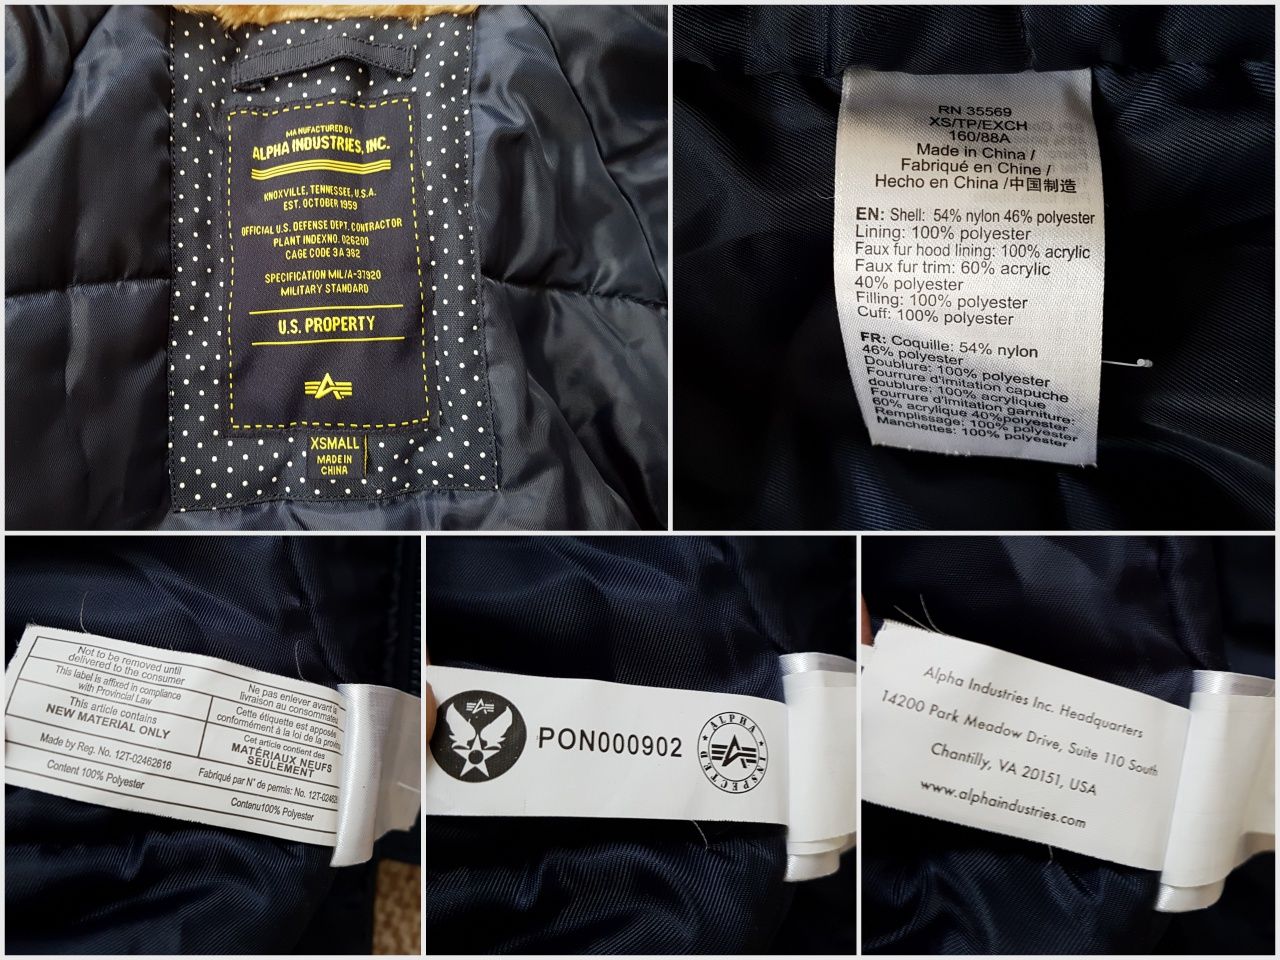 MANUFACTURED BY
ALPHA INDUSTRIES, INC.
KNOXVILLE, TENNESSEE, U.S.A.
EST. OCTOBER 1959
OFFICIAL U.S. DEFENSE DEPT. CONTRACTOR
PLANT INDEXNO. 026200
CAGE CODE 3A 382
SPECIFICATION MIL/A-37920
MILITARY STANDARD
U.S. PROPERTY
XSMALL
MADE IN
CHINA
RN 35569
XS/TP/EXCH
160/88A
Made in China /
Fabriqué en Chine /
Hecho en China /中国制造
EN: Shell: 54% nylon 46% polyester
Lining: 100% polyester
Faux fur hood lining: 100% acrylic
Faux fur trim: 60% acrylic
40% polyester
Filling: 100% polyester
Cuff: 100% polyester
FR: Coquille: 54% nylon
46% polyester
Doublure: 100% polyester
Fourrure d'imitation capuche
doublure: 100% acrylique
Fourrure d'imitation garniture:
60% acrylique 40% polyester
Remplissage: 100% polyester
Manchettes: 100% polyester
Not to be removed until
delivered to the consumer
This label is affixed in compliance
with Provincial Law
This article contains
NEW MATERIAL ONLY
Made by Reg. No. 12T-02462616
Content 100% Polyester
Ne pas enlever avant
livraison au consommate
Cette étiquette est apposée
conformément à la loi de la
Cet article contient des
MATÉRIAUX NEUFS
SEULEMENT
Fabriqué par N° de permis: No. 12T-0246
Contenu100% Polyester
PON000902
ALPHA INSPECTED
Alpha Industries Inc. Headquarters
14200 Park Meadow Drive, Suite 110 South
Chantilly, VA 20151, USA
www.alphaindustries.com